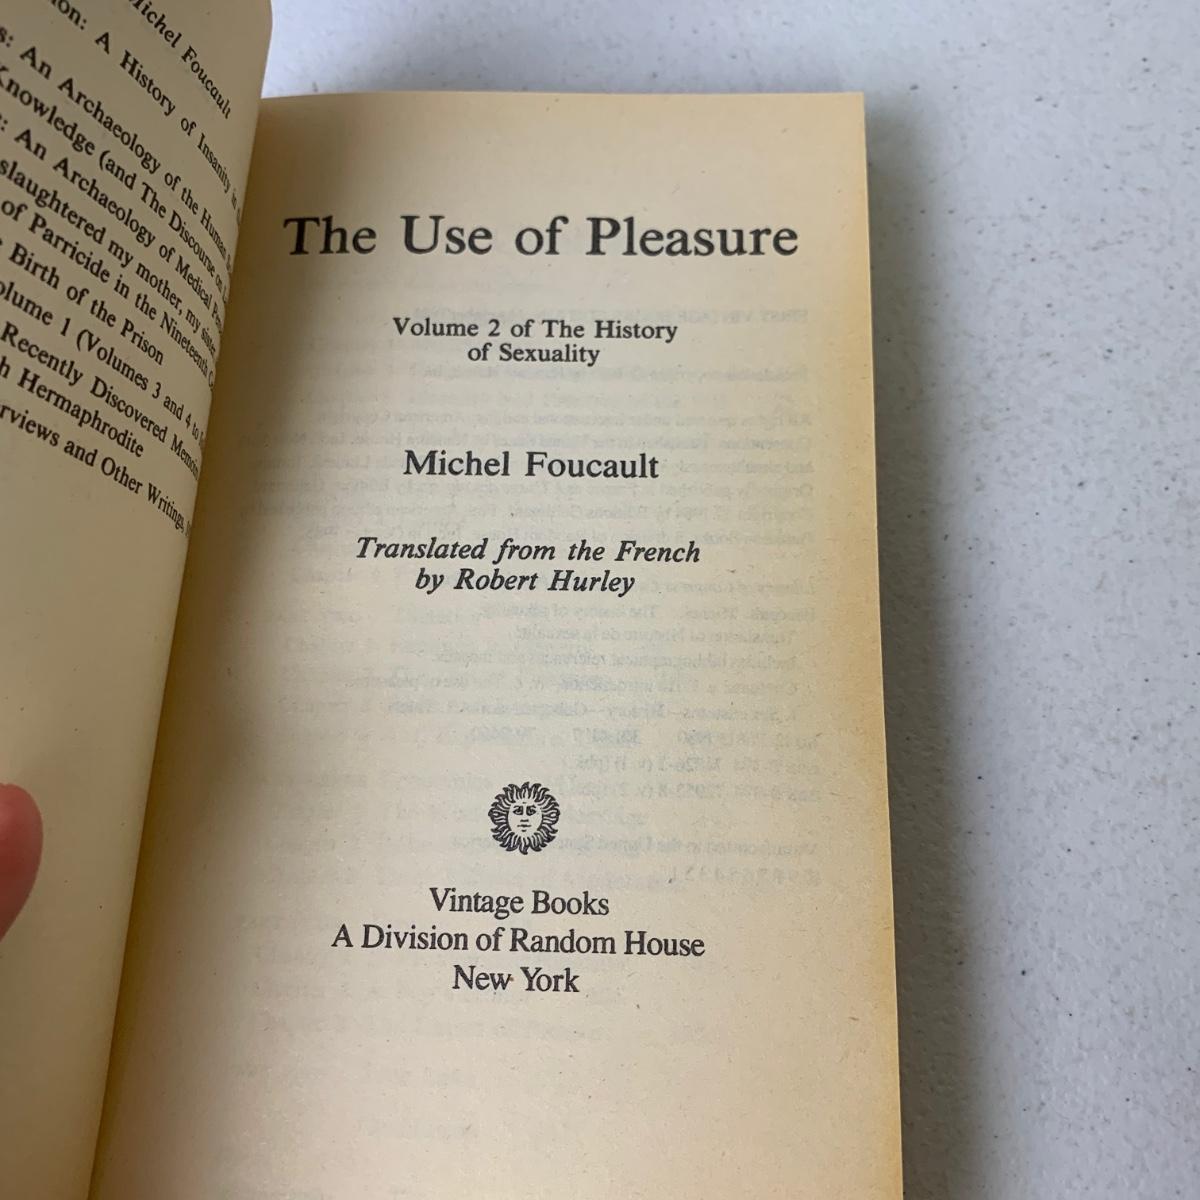 Michel Foucault
A History of Insanity in
An Archaeology of the Human
Knowledge (and The Discourse on
An Archaeology of Medical
slaughtered my mother, my sister
of Parricide in the Nineteenth
Birth of the Prison
Volume 1 (Volumes 3 and 4 to
Recently Discovered Memoirs
Hermaphrodite
and Other Writings,
The Use of Pleasure
Volume 2 of The History
of Sexuality
Michel Foucault
Translated from the French
by Robert Hurley
Vintage Books
A Division of Random House
New York